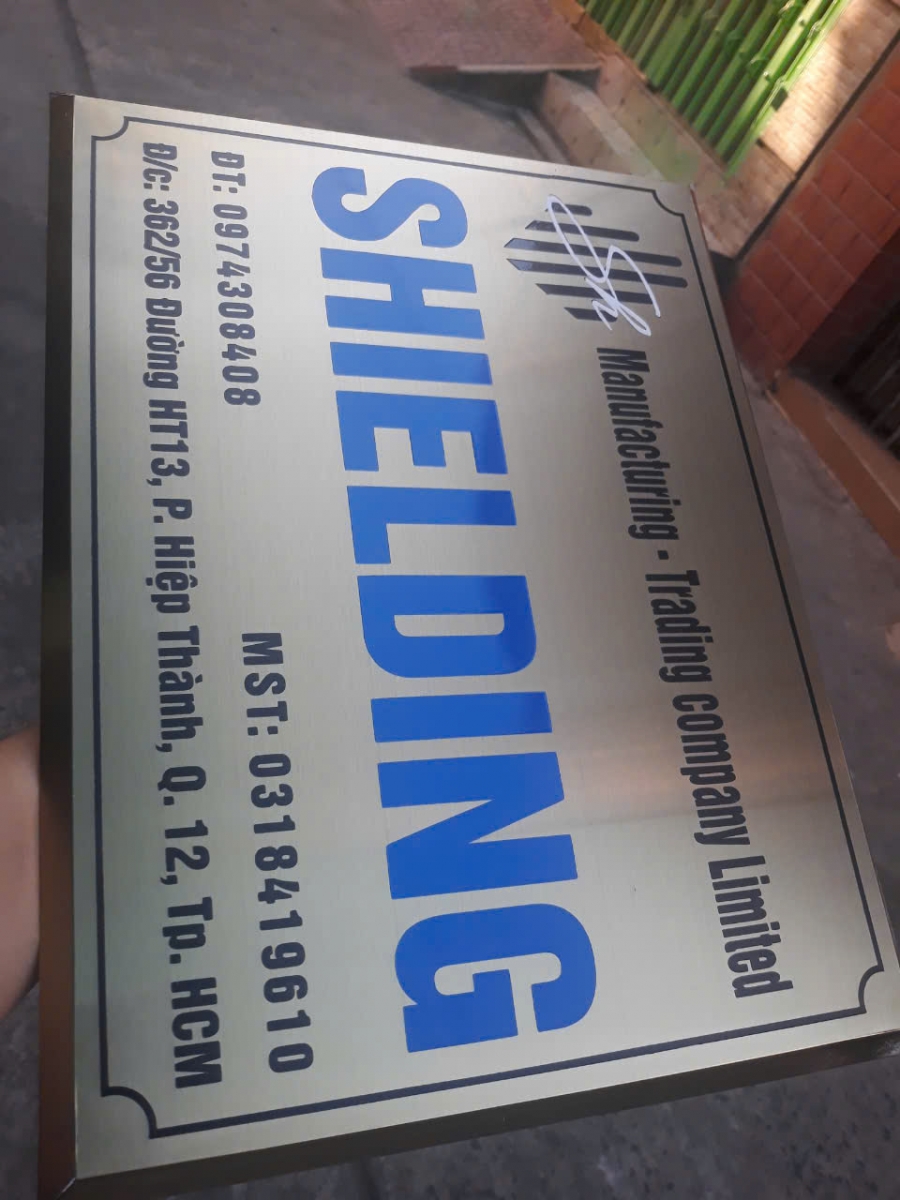 Sh
Manufacturing - Trading company Limited
SHIELDING
ĐT: 0974308408 MST: 0318419610
Đ/c: 362/56 Đường HT13, P. Hiệp Thành, Q. 12, Tp. HCM